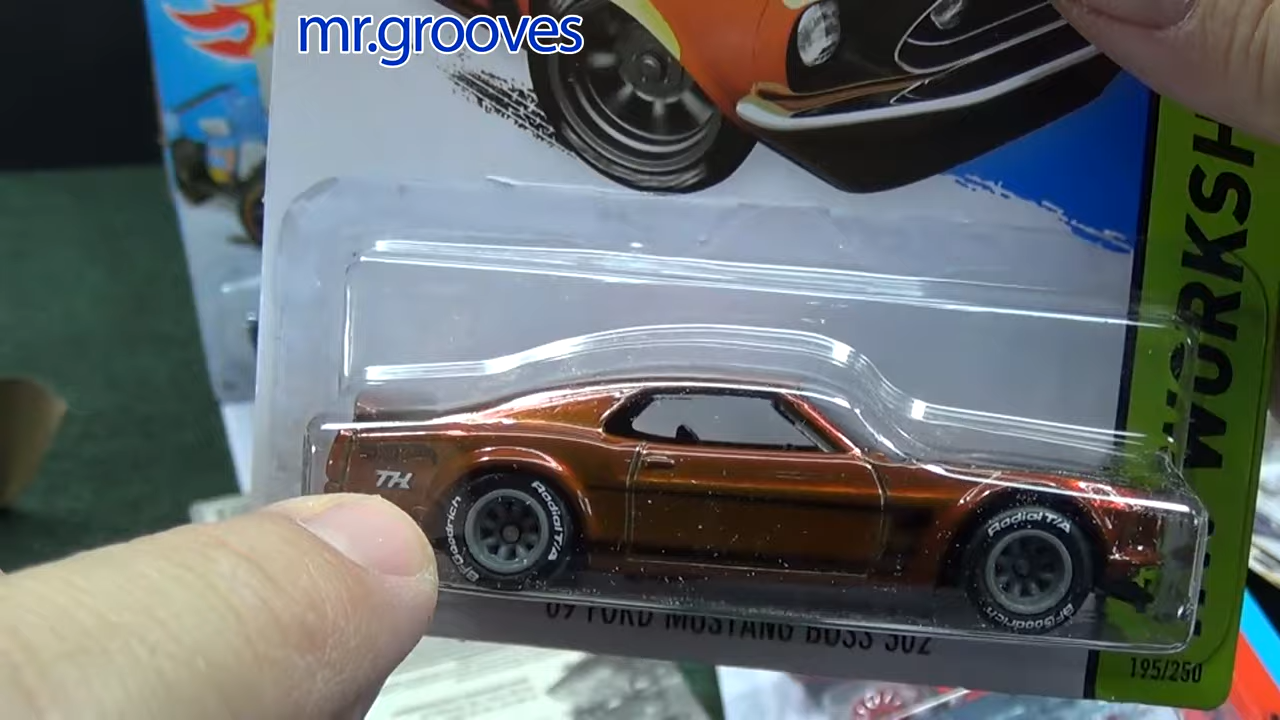 mr.grooves
WORKSH
TH
BFGoodrich
Radial T/A
Radial T/A
BFGoodrich
69 FORD MUSTANG BOSS 302
195/250